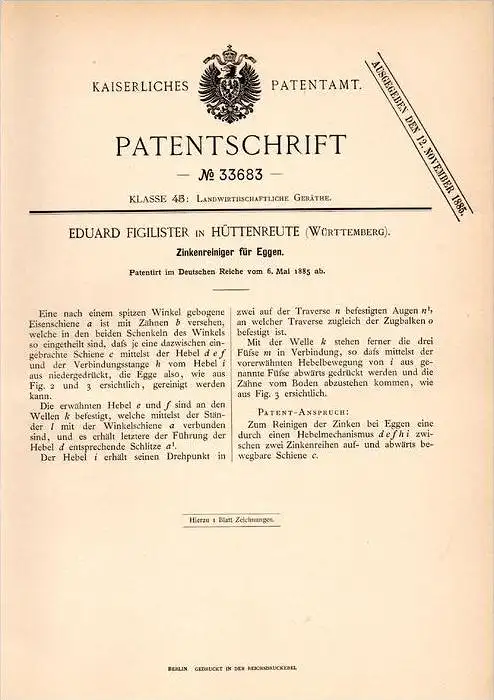 KAISERLICHES PATENTAMT.
AUSGEGEBEN DEN 12. NOVEMBER 1885.
PATENTSCHRIFT
— № 33683 —
KLASSE 45: LANDWIRTHSCHAFTLICHE GERÄTHE.
EDUARD FIGILISTER IN HÜTTENREUTE (WÜRTTEMBERG).
Zinkenreiniger für Eggen.
Patentirt im Deutschen Reiche vom 6. Mai 1885 ab.
Eine nach einem spitzen Winkel gebogene
Eisenschiene a ist mit Zähnen b versehen,
welche in den beiden Schenkeln des Winkels
so eingetheilt sind, dafs je eine dazwischen ein-
gebrachte Schiene c mittelst der Hebel d e f
und der Verbindungsstange h vom Hebel i
aus niedergedrückt, die Egge also, wie aus
Fig. 2 und 3 ersichtlich, gereinigt werden
kann.
Die erwähnten Hebel e und f sind an den
Wellen k befestigt, welche mittelst der Stän-
der l mit der Winkelschiene a verbunden
sind, und es erhält letztere der Führung der
Hebel d entsprechende Schlitze a¹.
Der Hebel i erhält seinen Drehpunkt in
zwei auf der Traverse n befestigten Augen n¹,
an welcher Traverse zugleich der Zugbalken o
befestigt ist.
Mit der Welle k stehen ferner die drei
Füfse m in Verbindung, so dafs mittelst der
vorerwähnten Hebelbewegung von i aus ge-
nannte Füfse abwärts gedrückt werden und die
Zähne vom Boden abzustehen kommen, wie
aus Fig. 3 ersichtlich.
PATENT-ANSPRUCH:
Zum Reinigen der Zinken bei Eggen eine
durch einen Hebelmechanismus d e f h i zwi-
schen zwei Zinkenreihen auf- und abwärts be-
wegbare Schiene c.
Hierzu 1 Blatt Zeichnungen.
BERLIN. GEDRUCKT IN DER REICHSDRUCKEREI.